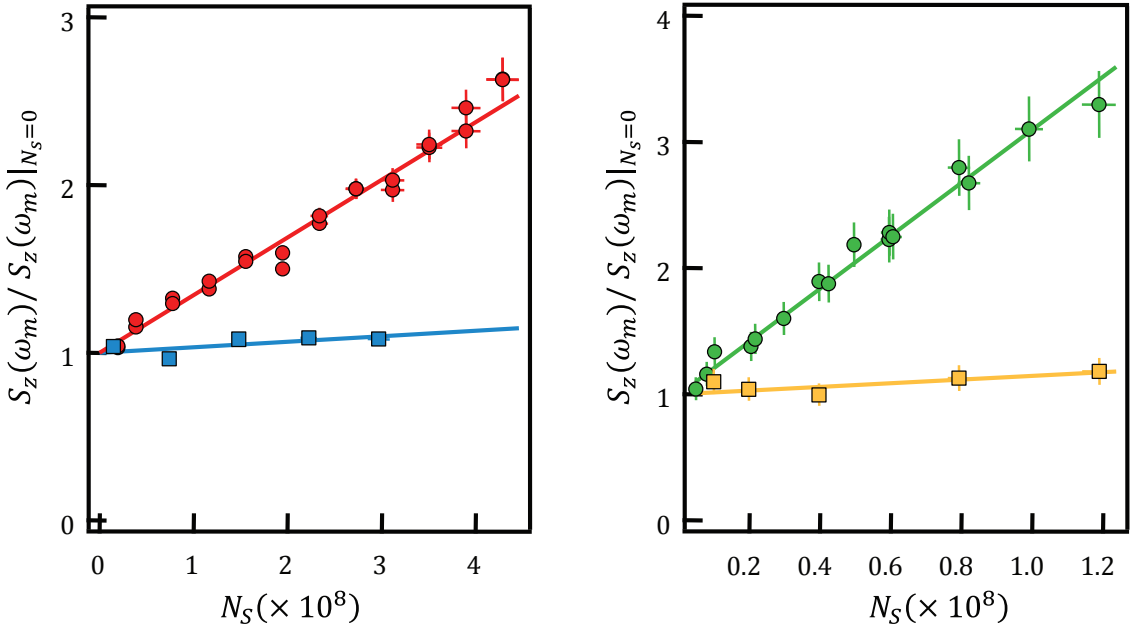 3
2
1
0
0 1 2 3 4
S_z(ω_m)/ S_z(ω_m)|_{N_s=0}
N_S(× 10^8)
4
3
2
1
0
0.2 0.4 0.6 0.8 1.0 1.2
S_z(ω_m)/ S_z(ω_m)|_{N_s=0}
N_S(× 10^8)